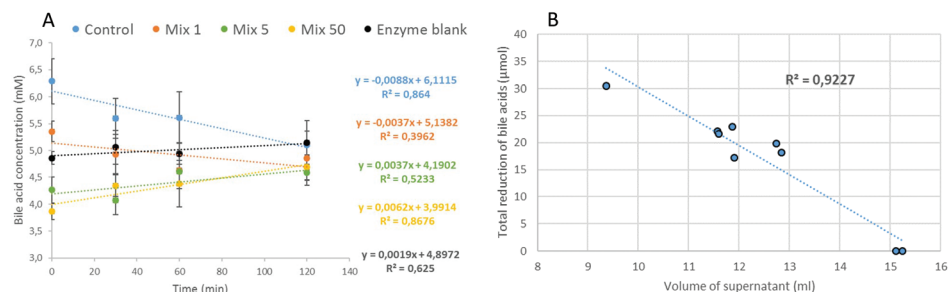 A
Control Mix 1 Mix 5 Mix 50 Enzyme blank
Bile acid concentration (mM)
7,0
6,5
6,0
5,5
5,0
4,5
4,0
3,5
3,0
0 20 40 60 80 100 120 140
Time (min)
y = -0,0088x + 6,1115
R² = 0,864
y = -0,0037x + 5,1382
R² = 0,3962
y = 0,0037x + 4,1902
R² = 0,5233
y = 0,0062x + 3,9914
R² = 0,8676
y = 0,0019x + 4,8972
R² = 0,625
B
Total reduction of bile acids (µmol)
40
35
30
25
20
15
10
5
0
R² = 0,9227
8 9 10 11 12 13 14 15 16
Volume of supernatant (ml)